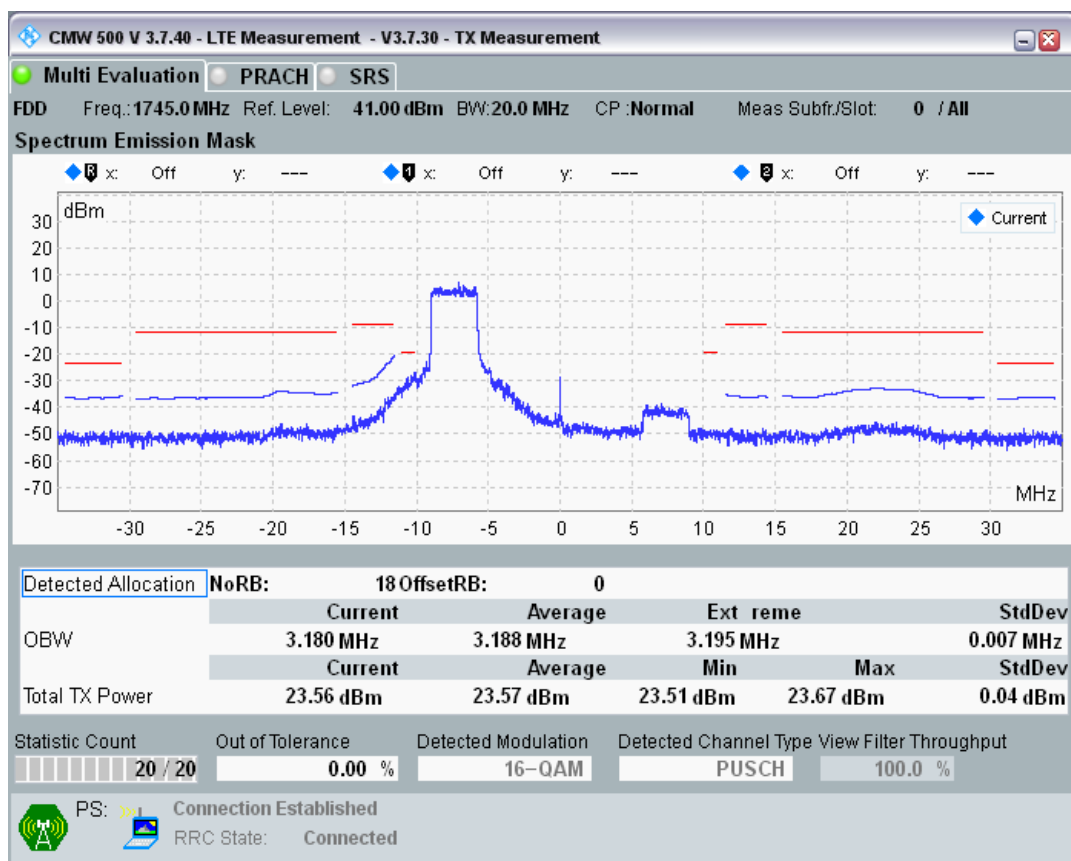 CMW 500 V 3.7.40 - LTE Measurement - V3.7.30 - TX Measurement
Multi Evaluation PRACH SRS
FDD Freq.: 1745.0 MHz Ref. Level: 41.00 dBm BW: 20.0 MHz CP : Normal Meas Subfr./Slot: 0 / All
Spectrum Emission Mask
R x: Off y: --- 1 x: Off y: --- 2 x: Off y: ---
dBm
Current
30
20
10
0
-10
-20
-30
-40
-50
-60
-70
MHz
-30 -25 -20 -15 -10 -5 0 5 10 15 20 25 30
Detected Allocation NoRB: 18 OffsetRB: 0
Current Average Ext reme StdDev
OBW 3.180 MHz 3.188 MHz 3.195 MHz 0.007 MHz
Current Average Min Max StdDev
Total TX Power 23.56 dBm 23.57 dBm 23.51 dBm 23.67 dBm 0.04 dBm
Statistic Count Out of Tolerance Detected Modulation Detected Channel Type View Filter Throughput
20 / 20 0.00 % 16-QAM PUSCH 100.0 %
PS: Connection Established
RRC State: Connected